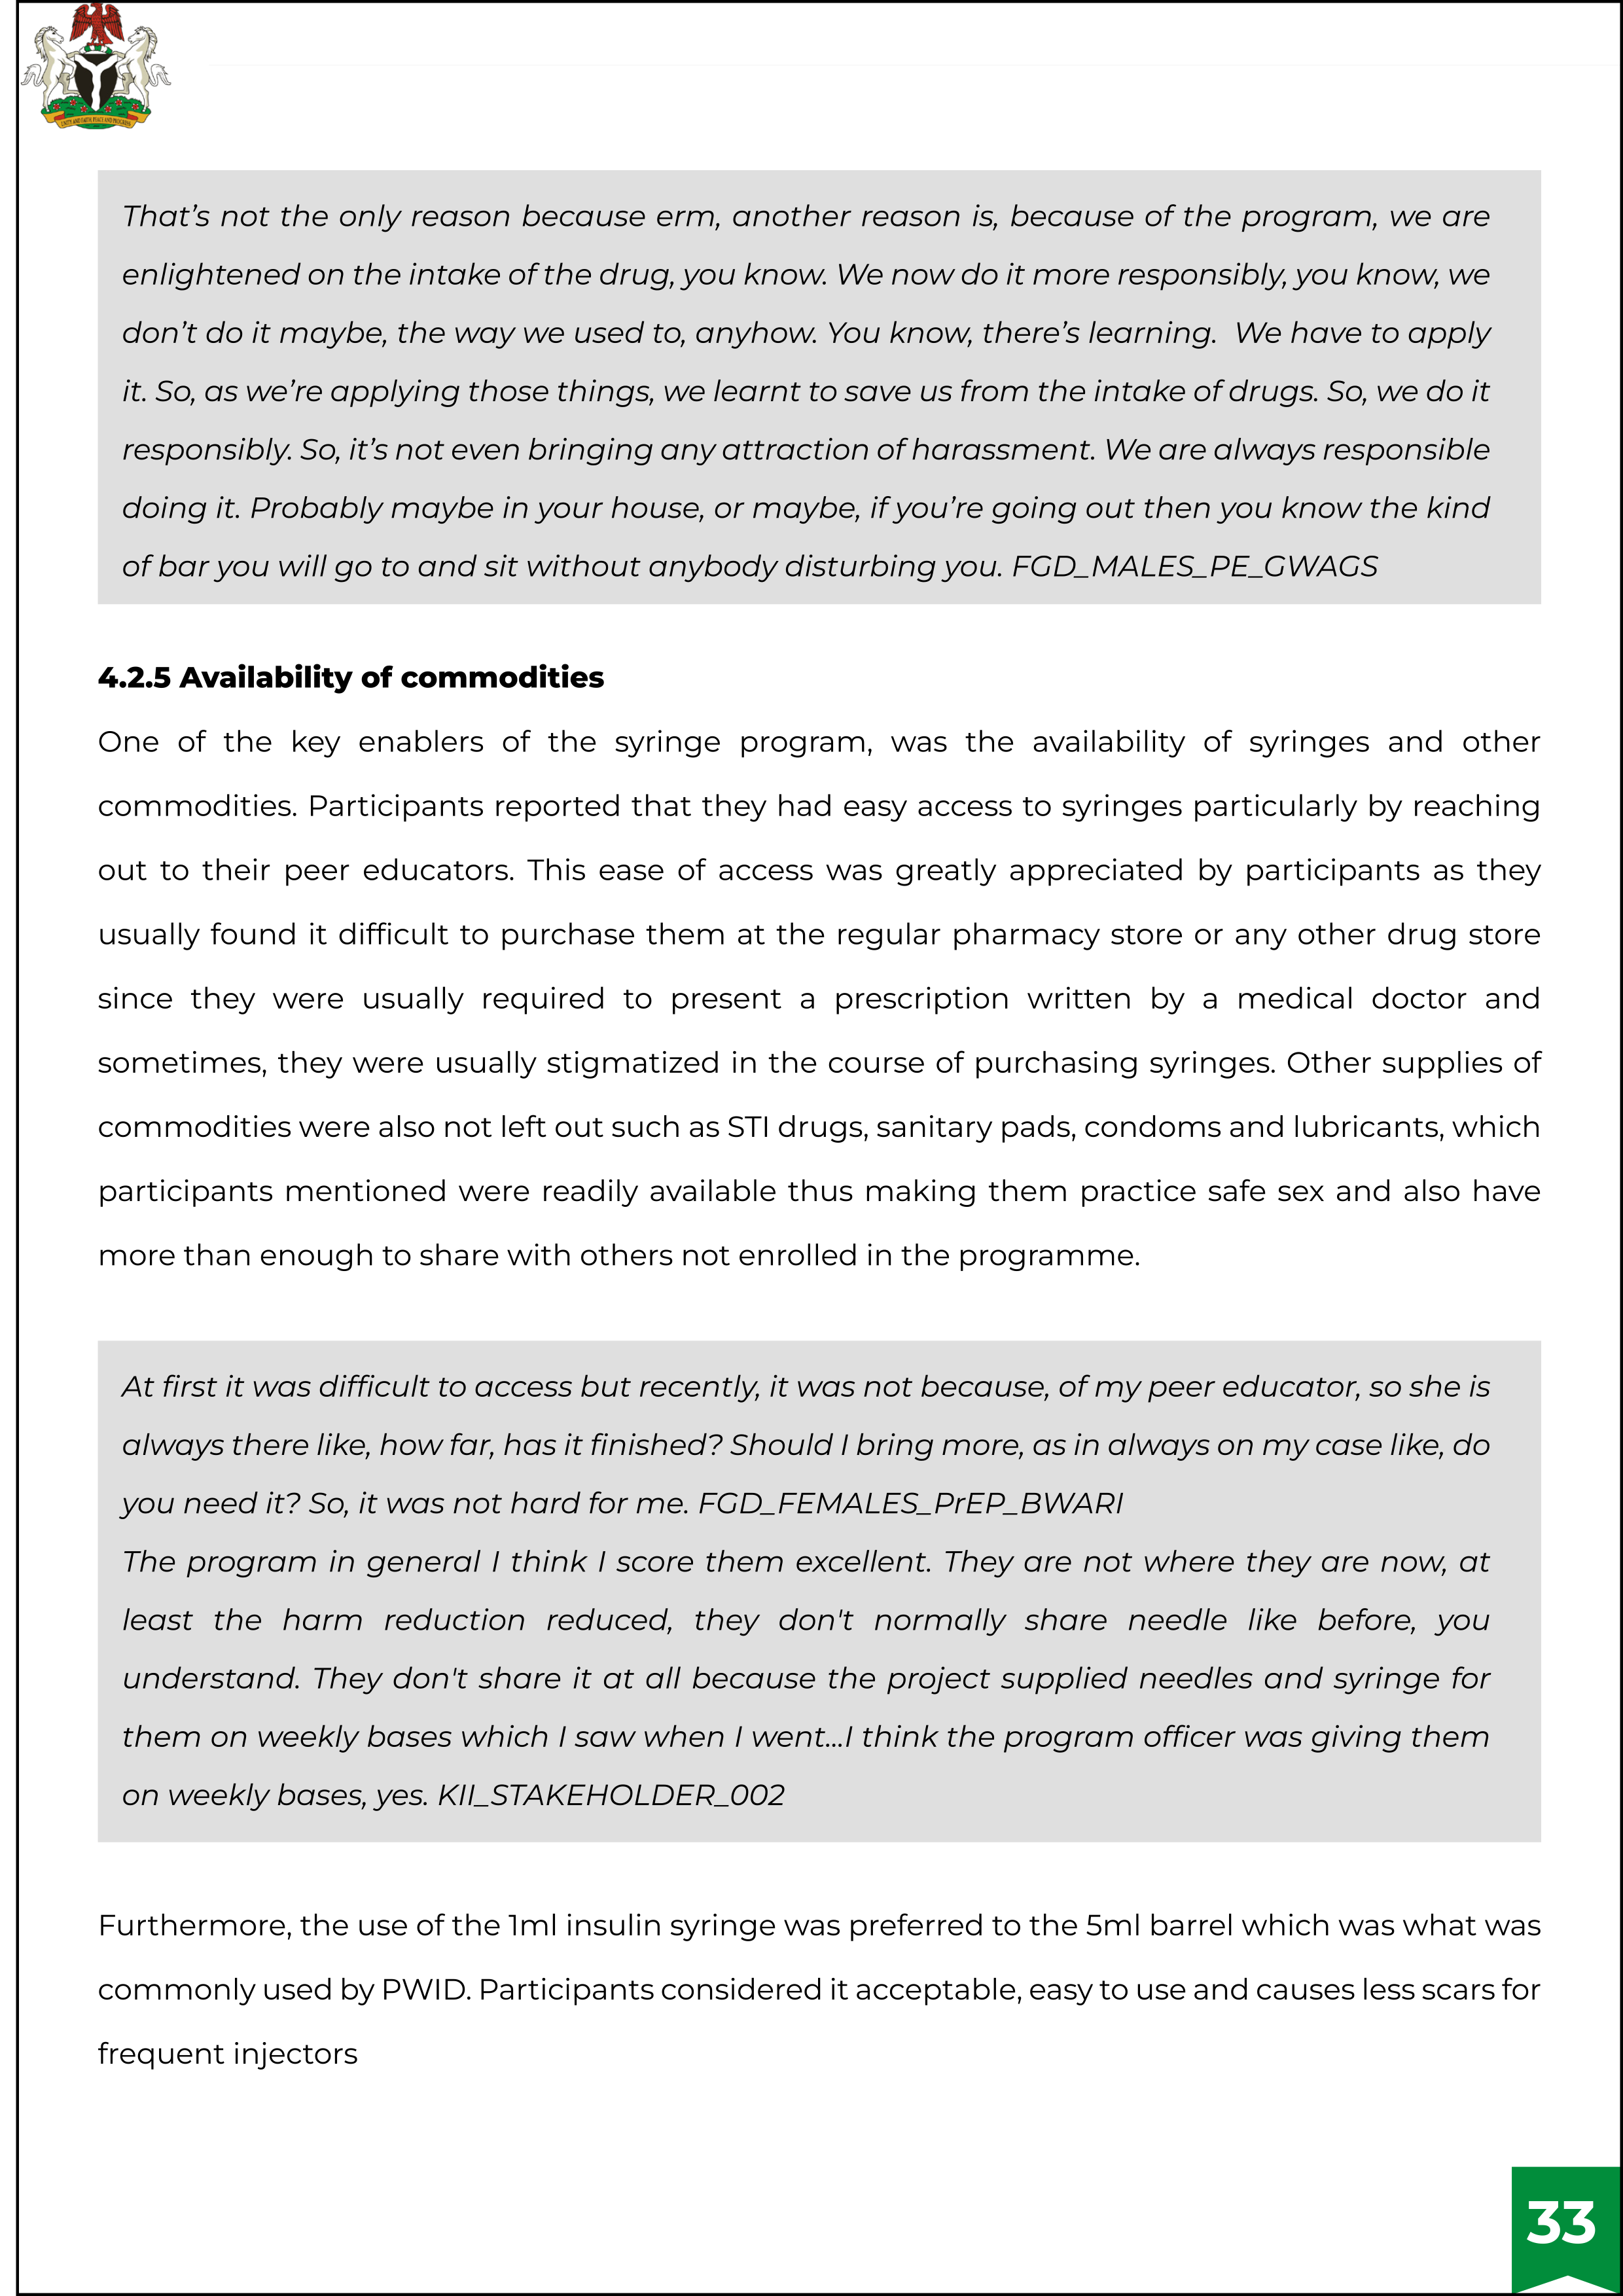 UNITY AND FAITH, PEACE AND PROGRESS
That’s not the only reason because erm, another reason is, because of the program, we are
enlightened on the intake of the drug, you know. We now do it more responsibly, you know, we
don’t do it maybe, the way we used to, anyhow. You know, there’s learning.  We have to apply
it. So, as we’re applying those things, we learnt to save us from the intake of drugs. So, we do it
responsibly. So, it’s not even bringing any attraction of harassment. We are always responsible
doing it. Probably maybe in your house, or maybe, if you’re going out then you know the kind
of bar you will go to and sit without anybody disturbing you. FGD_MALES_PE_GWAGS
4.2.5 Availability of commodities
One of the key enablers of the syringe program, was the availability of syringes and other
commodities. Participants reported that they had easy access to syringes particularly by reaching
out to their peer educators. This ease of access was greatly appreciated by participants as they
usually found it difficult to purchase them at the regular pharmacy store or any other drug store
since they were usually required to present a prescription written by a medical doctor and
sometimes, they were usually stigmatized in the course of purchasing syringes. Other supplies of
commodities were also not left out such as STI drugs, sanitary pads, condoms and lubricants, which
participants mentioned were readily available thus making them practice safe sex and also have
more than enough to share with others not enrolled in the programme.
At first it was difficult to access but recently, it was not because, of my peer educator, so she is
always there like, how far, has it finished? Should I bring more, as in always on my case like, do
you need it? So, it was not hard for me. FGD_FEMALES_PrEP_BWARI
The program in general I think I score them excellent. They are not where they are now, at
least the harm reduction reduced, they don't normally share needle like before, you
understand. They don't share it at all because the project supplied needles and syringe for
them on weekly bases which I saw when I went...I think the program officer was giving them
on weekly bases, yes. KII_STAKEHOLDER_002
Furthermore, the use of the 1ml insulin syringe was preferred to the 5ml barrel which was what was
commonly used by PWID. Participants considered it acceptable, easy to use and causes less scars for
frequent injectors
33